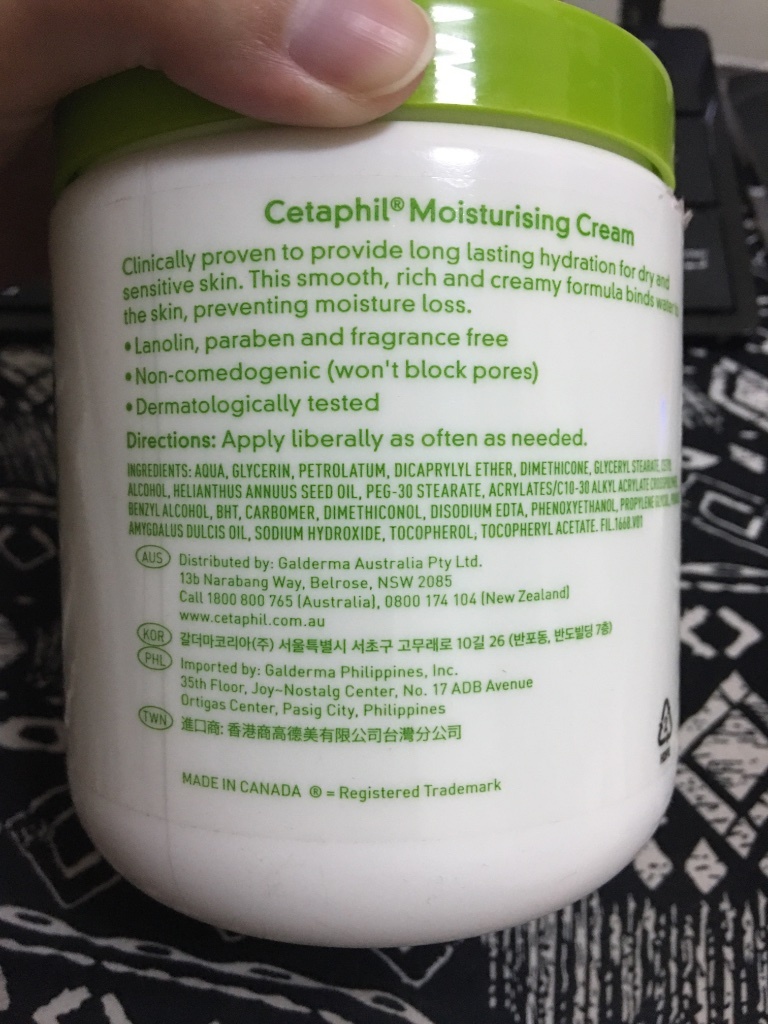 Cetaphil® Moisturising Cream
Clinically proven to provide long lasting hydration for dry and
sensitive skin. This smooth, rich and creamy formula binds water to
the skin, preventing moisture loss.
• Lanolin, paraben and fragrance free
• Non-comedogenic (won't block pores)
• Dermatologically tested
Directions: Apply liberally as often as needed.
INGREDIENTS: AQUA, GLYCERIN, PETROLATUM, DICAPRYLYL ETHER, DIMETHICONE, GLYCERYL STEARATE,
ALCOHOL, HELIANTHUS ANNUUS SEED OIL, PEG-30 STEARATE, ACRYLATES/C10-30 ALKYL ACRYLATE
BENZYL ALCOHOL, BHT, CARBOMER, DIMETHICONOL, DISODIUM EDTA, PHENOXYETHANOL, PROPYLENE GLYCOL,
AMYGDALUS DULCIS OIL, SODIUM HYDROXIDE, TOCOPHEROL, TOCOPHERYL ACETATE. FIL.1668.V01
AUS Distributed by: Galderma Australia Pty Ltd.
13b Narabang Way, Belrose, NSW 2085
Call 1800 800 765 (Australia), 0800 174 104 (New Zealand)
www.cetaphil.com.au
KOR 갈더마코리아(주) 서울특별시 서초구 고무래로 10길 26 (반포동, 반도빌딩 7층)
PHL Imported by: Galderma Philippines, Inc.
35th Floor, Joy~Nostalg Center, No. 17 ADB Avenue
Ortigas Center, Pasig City, Philippines
TWN 進口商: 香港商高德美有限公司台灣分公司
MADE IN CANADA ® = Registered Trademark